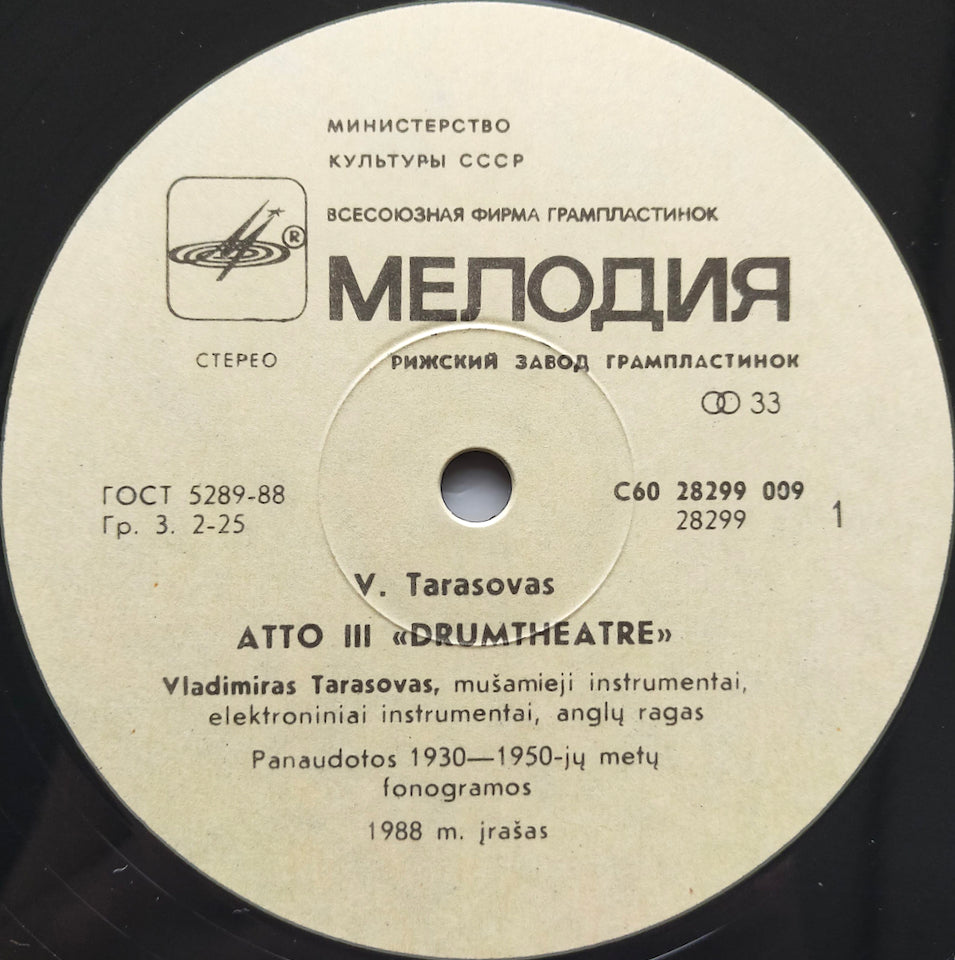 МИНИСТЕРСТВО
КУЛЬТУРЫ СССР
ВСЕСОЮЗНАЯ ФИРМА ГРАМПЛАСТИНОК
®
МЕЛОДИЯ
СТЕРЕО
РИЖСКИЙ ЗАВОД ГРАМПЛАСТИНОК
33
ГОСТ 5289-88
Гр. 3. 2-25
С60 28299 009
28299
1
V. Tarasovas
ATTO III «DRUMTHEATRE»
Vladimiras Tarasovas, mušamieji instrumentai,
elektroniniai instrumentai, anglų ragas
Panaudotos 1930—1950-jų metų
fonogramos
1988 m. įrašas